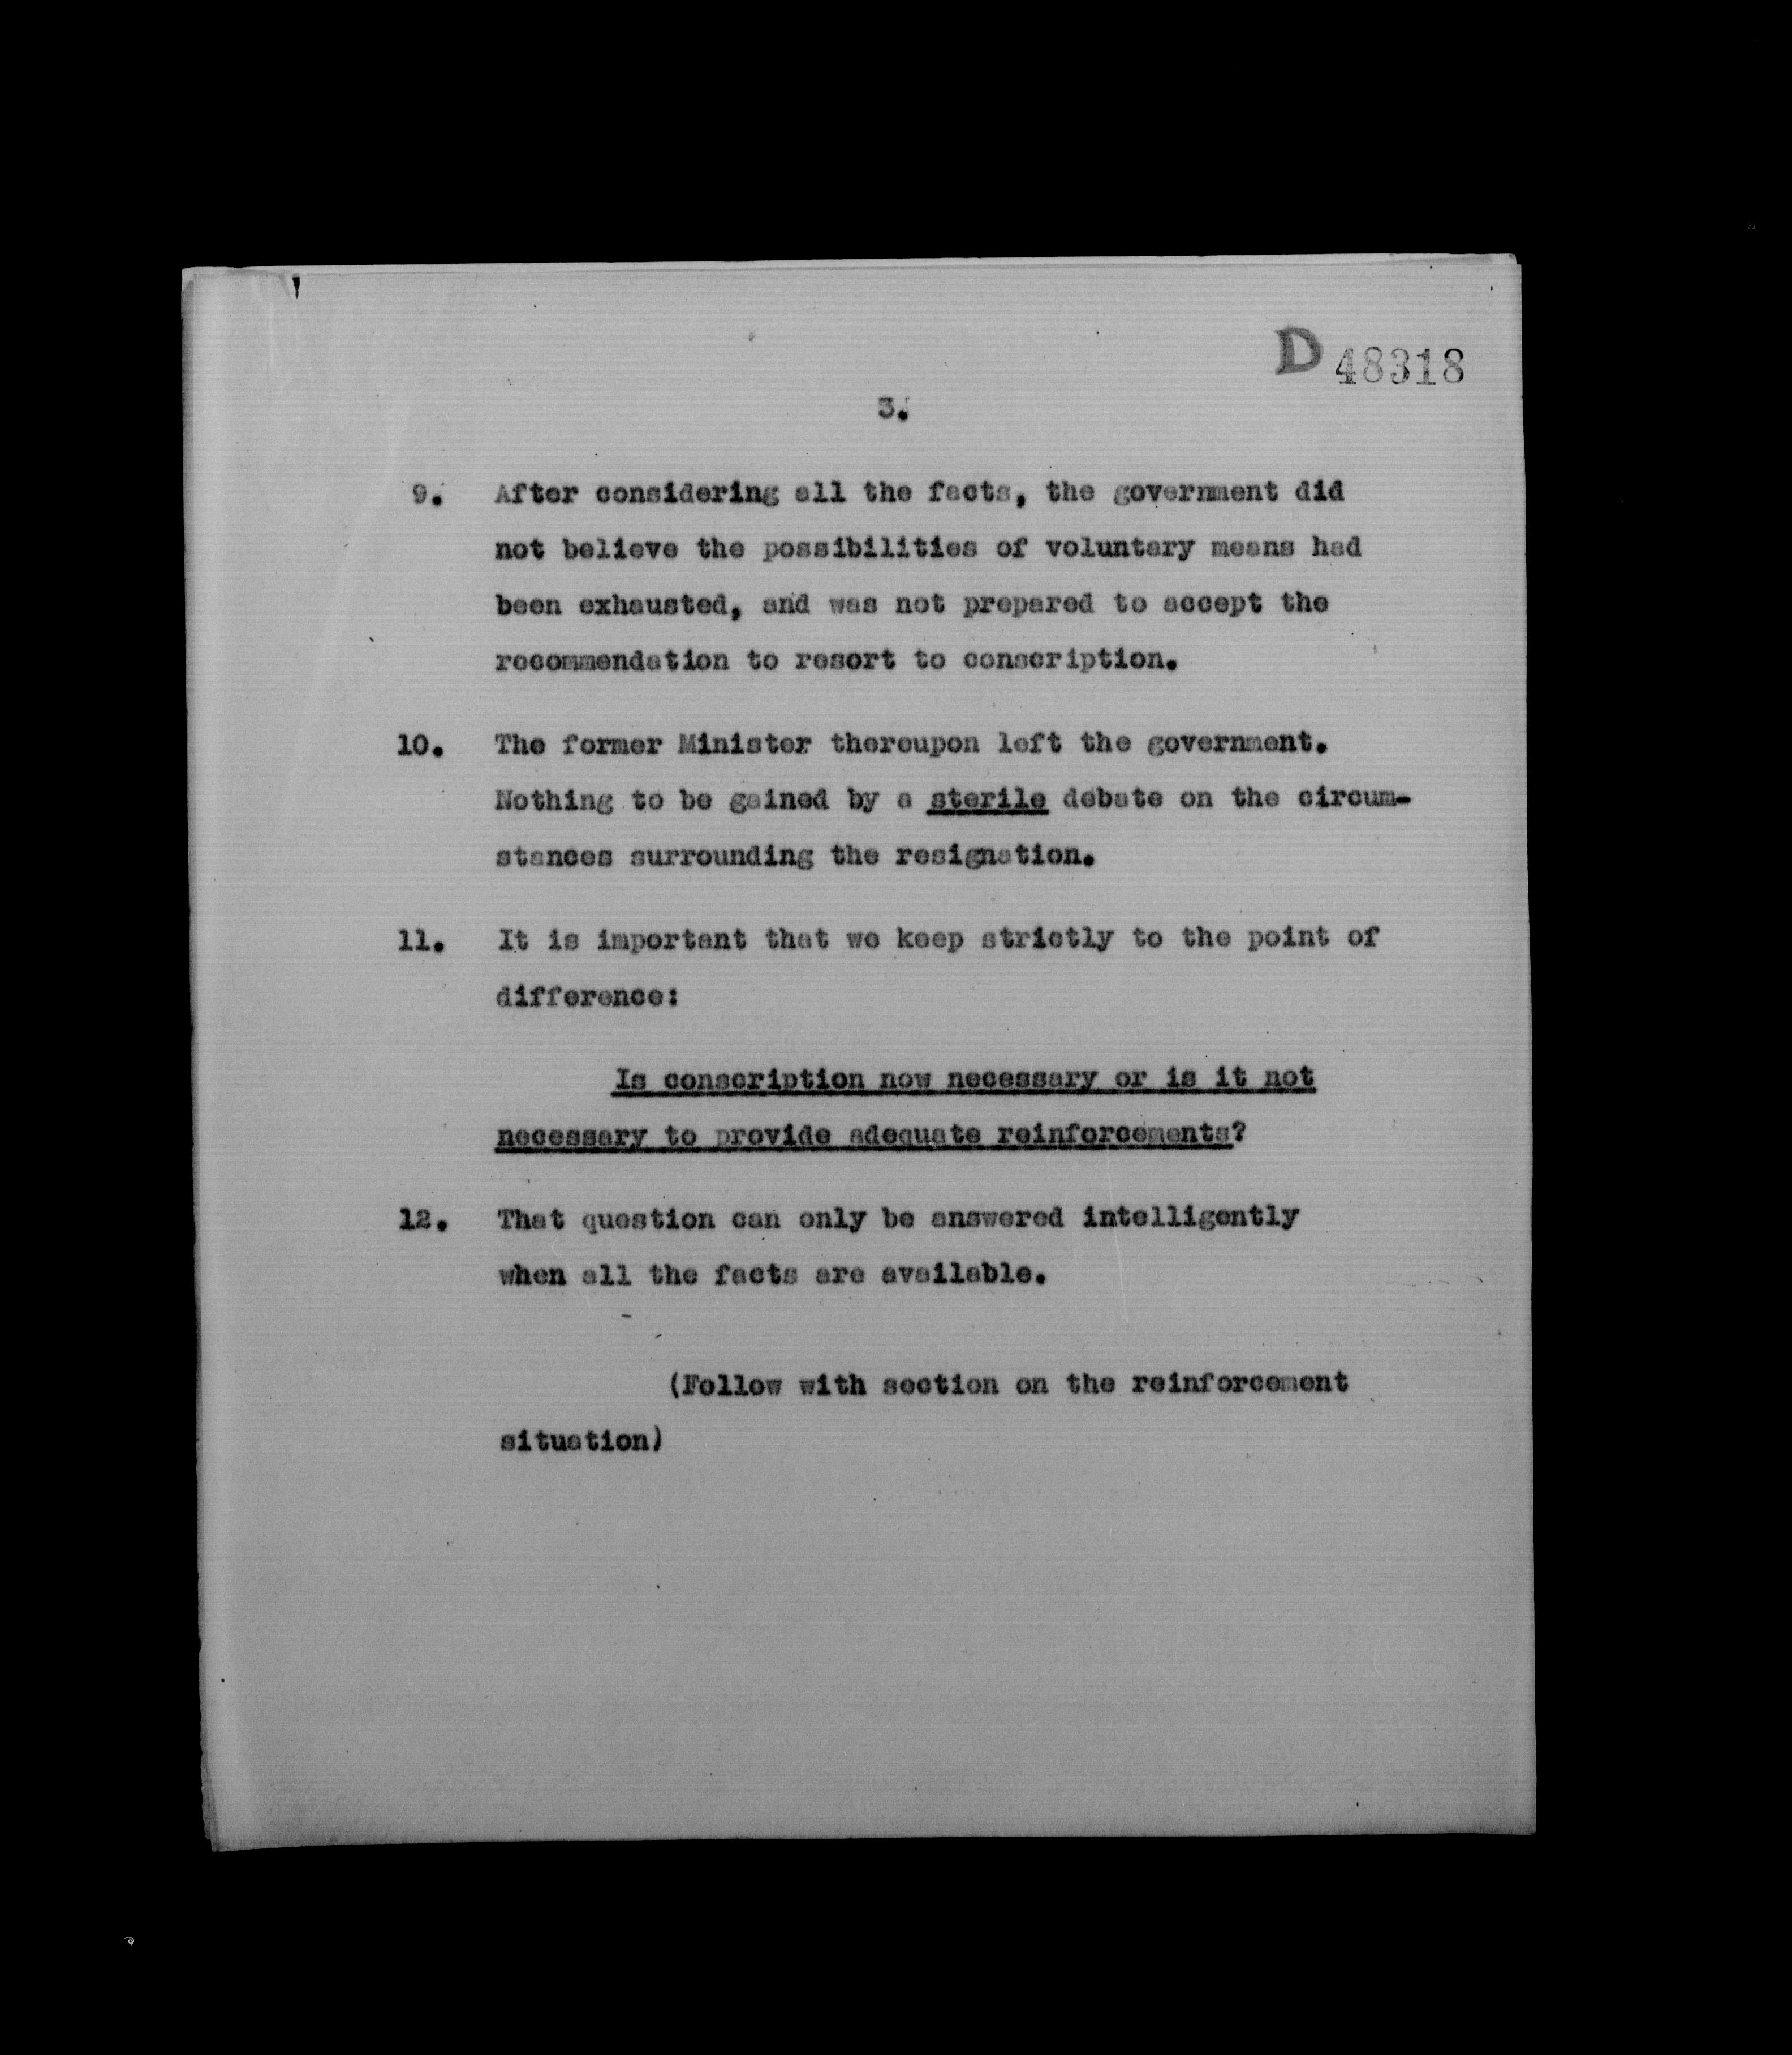 D 48318
3.
9. After considering all the facts, the government did
not believe the possibilities of voluntary means had
been exhausted, and was not prepared to accept the
recommendation to resort to conscription.
10. The former Minister thereupon left the government.
Nothing to be gained by a sterile debate on the circum-
stances surrounding the resignation.
11. It is important that we keep strictly to the point of
difference:
Is conscription now necessary or is it not
necessary to provide adequate reinforcements?
12. That question can only be answered intelligently
when all the facts are available.
(Follow with section on the reinforcement
situation)